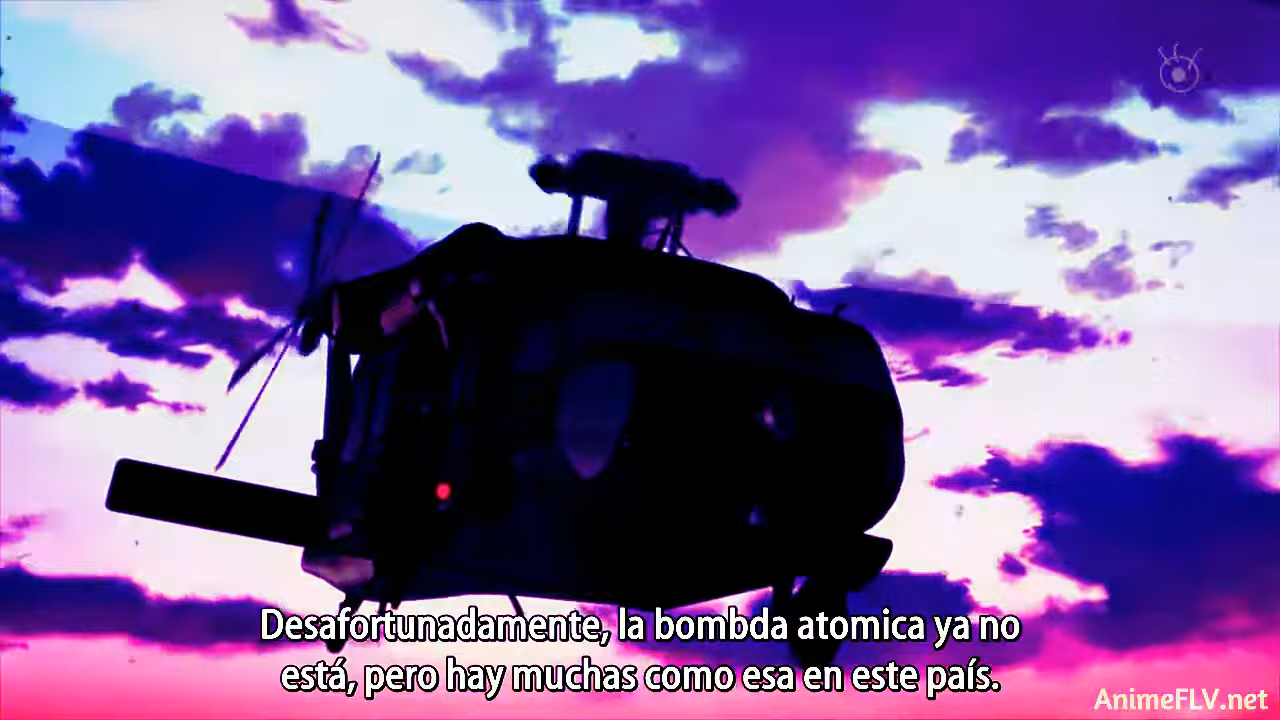 Desafortunadamente, la bombda atomica ya no
está, pero hay muchas como esa en este país.
AnimeFLV.net